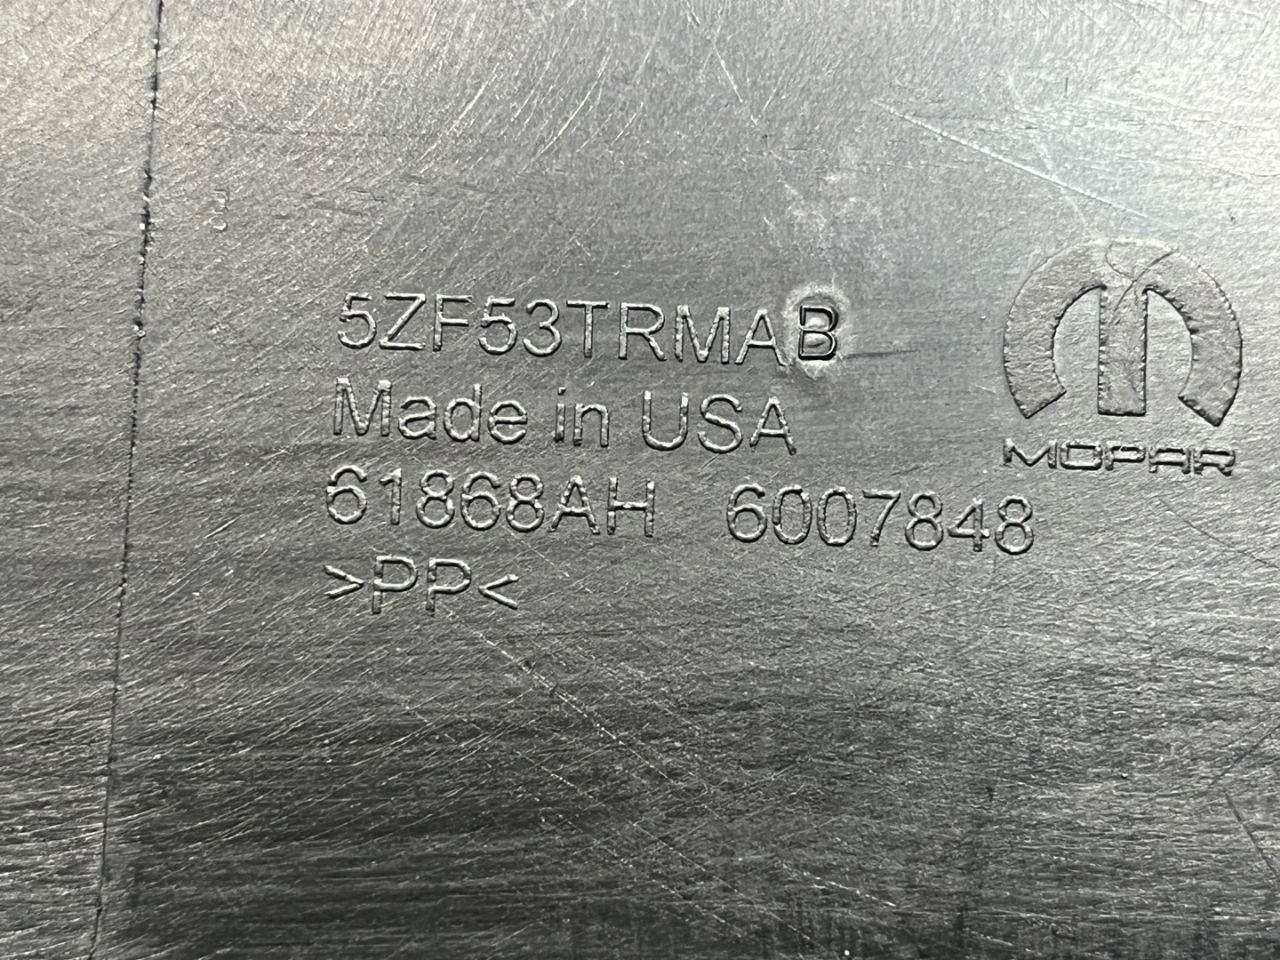 5ZF53TRMAB
Made in USA
61868AH 6007848
>PP<
MOPAR